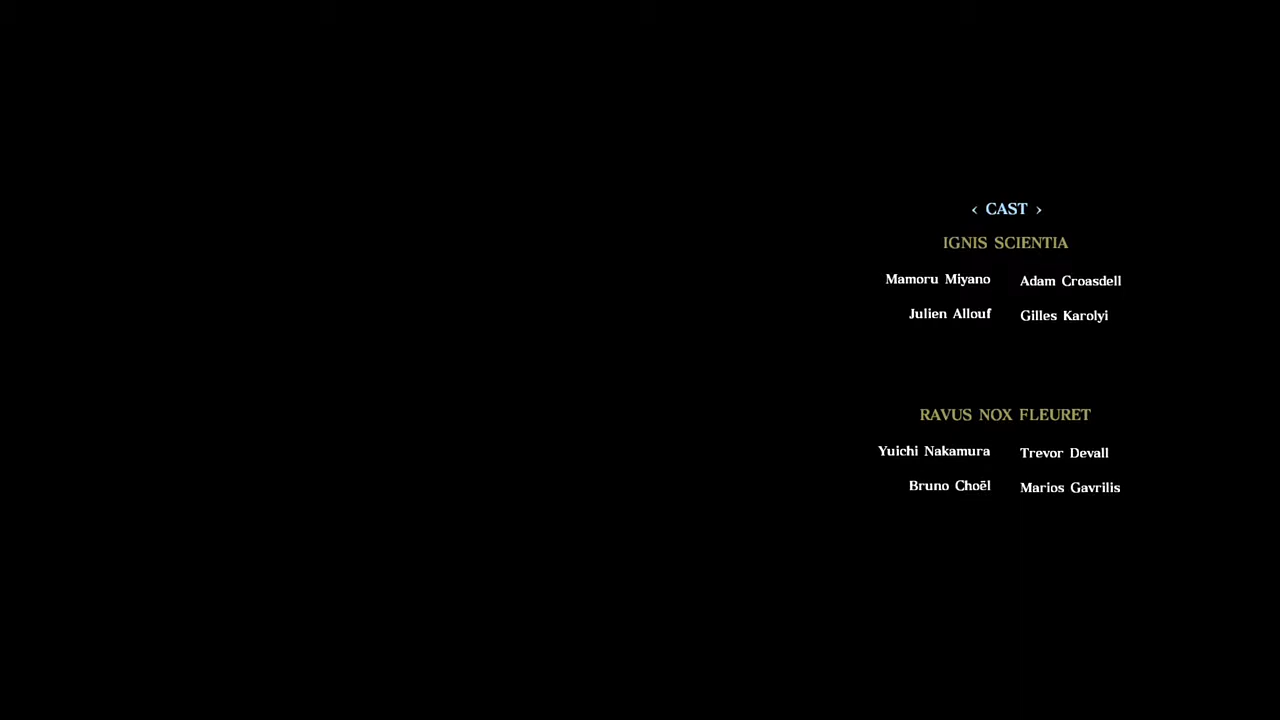 ‹ CAST ›
IGNIS SCIENTIA
Mamoru Miyano Adam Croasdell
Julien Allouf Gilles Karolyi
RAVUS NOX FLEURET
Yuichi Nakamura Trevor Devall
Bruno Choël Marios Gavrilis